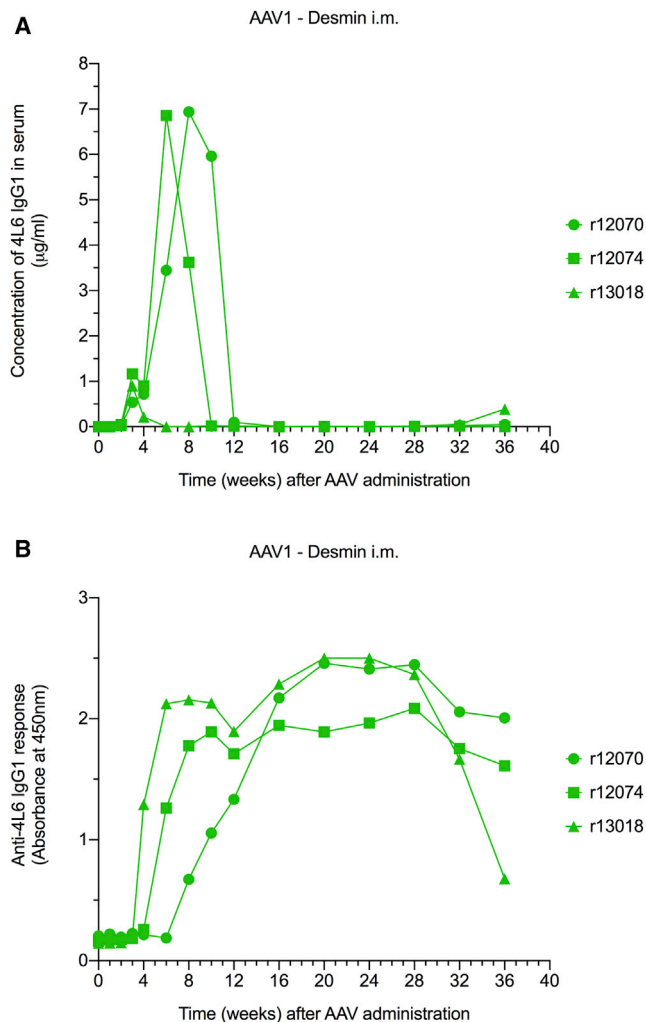 A
AAV1 - Desmin i.m.
Concentration of 4L6 IgG1 in serum
(μg/ml)
8
7
6
5
4
3
2
1
0
0 4 8 12 16 20 24 28 32 36 40
Time (weeks) after AAV administration
r12070
r12074
r13018
B
AAV1 - Desmin i.m.
Anti-4L6 IgG1 response
(Absorbance at 450nm)
3
2
1
0
0 4 8 12 16 20 24 28 32 36 40
Time (weeks) after AAV administration
r12070
r12074
r13018